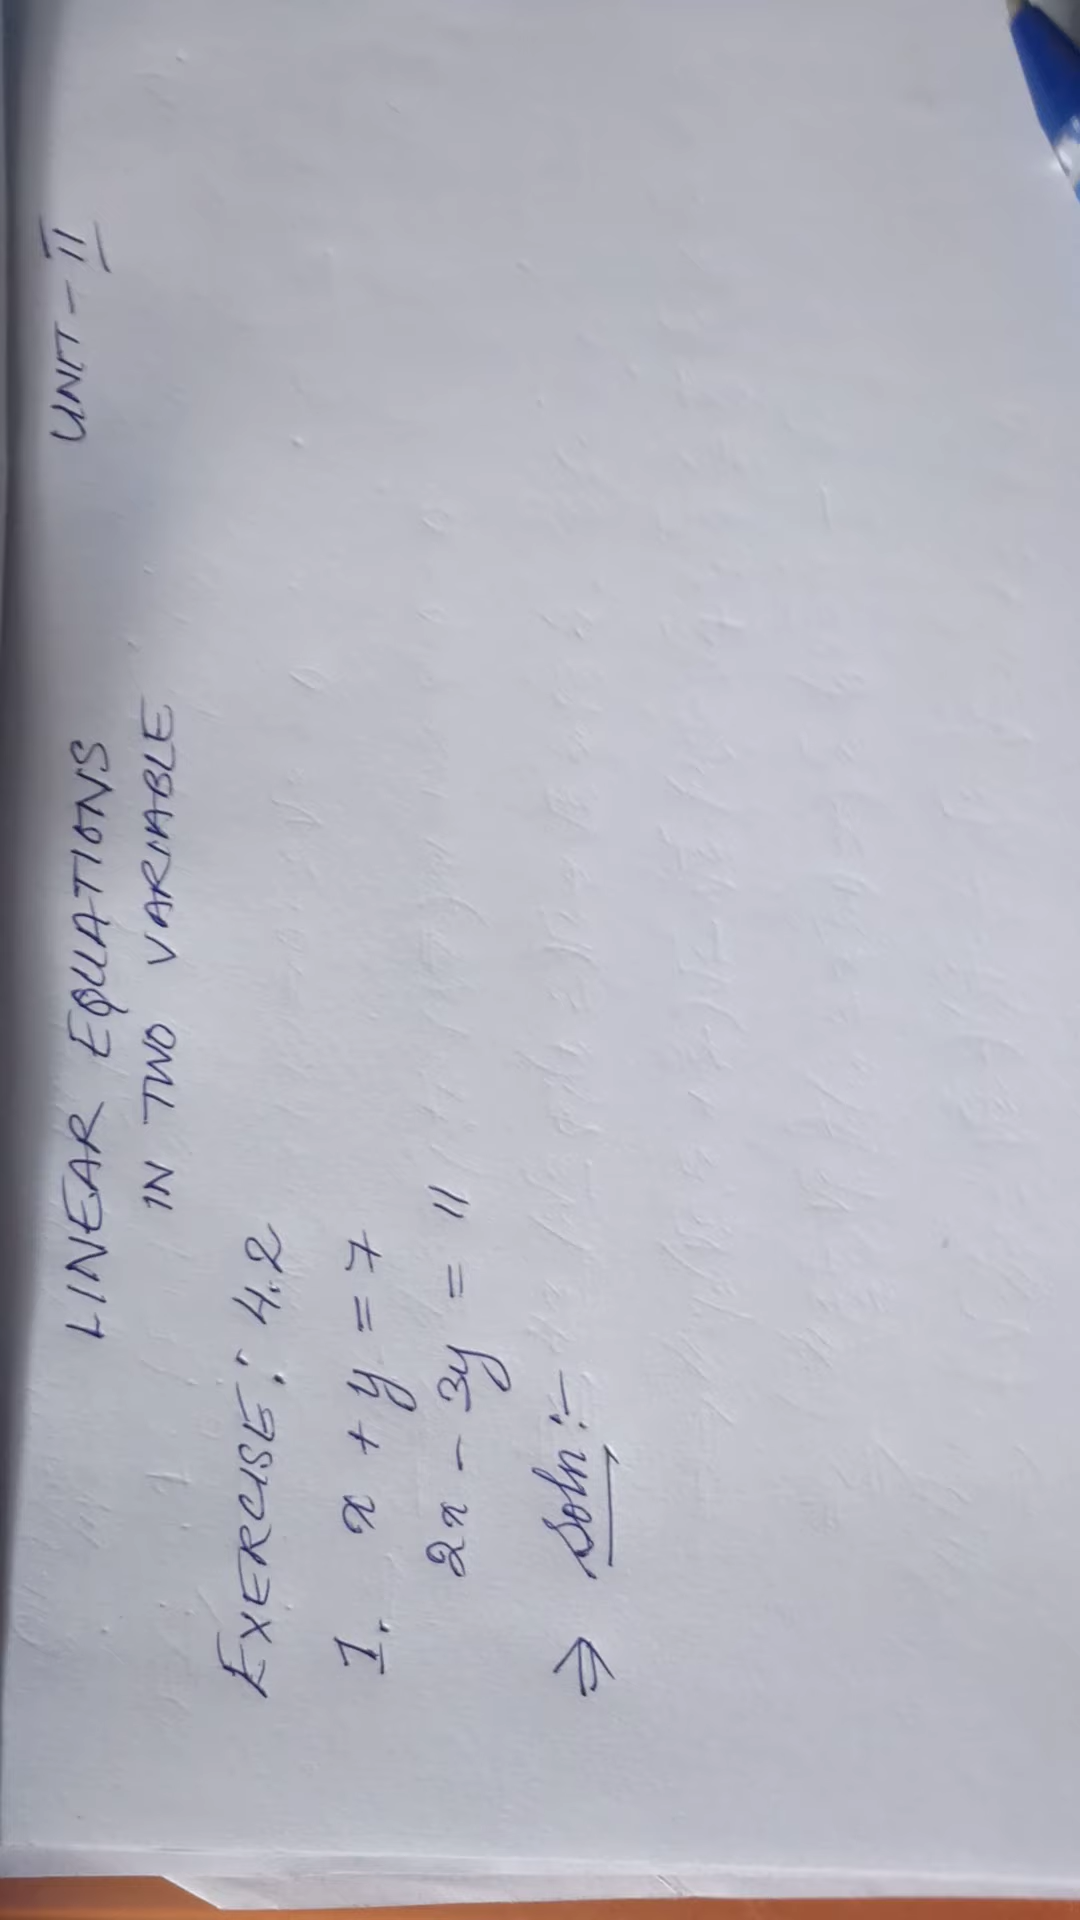 UNIT - II
LINEAR EQUATIONS
IN TWO VARIABLE
EXERCISE : 4.2
1. x + y = 7
2x - 3y = 11
⇒ Soln :-